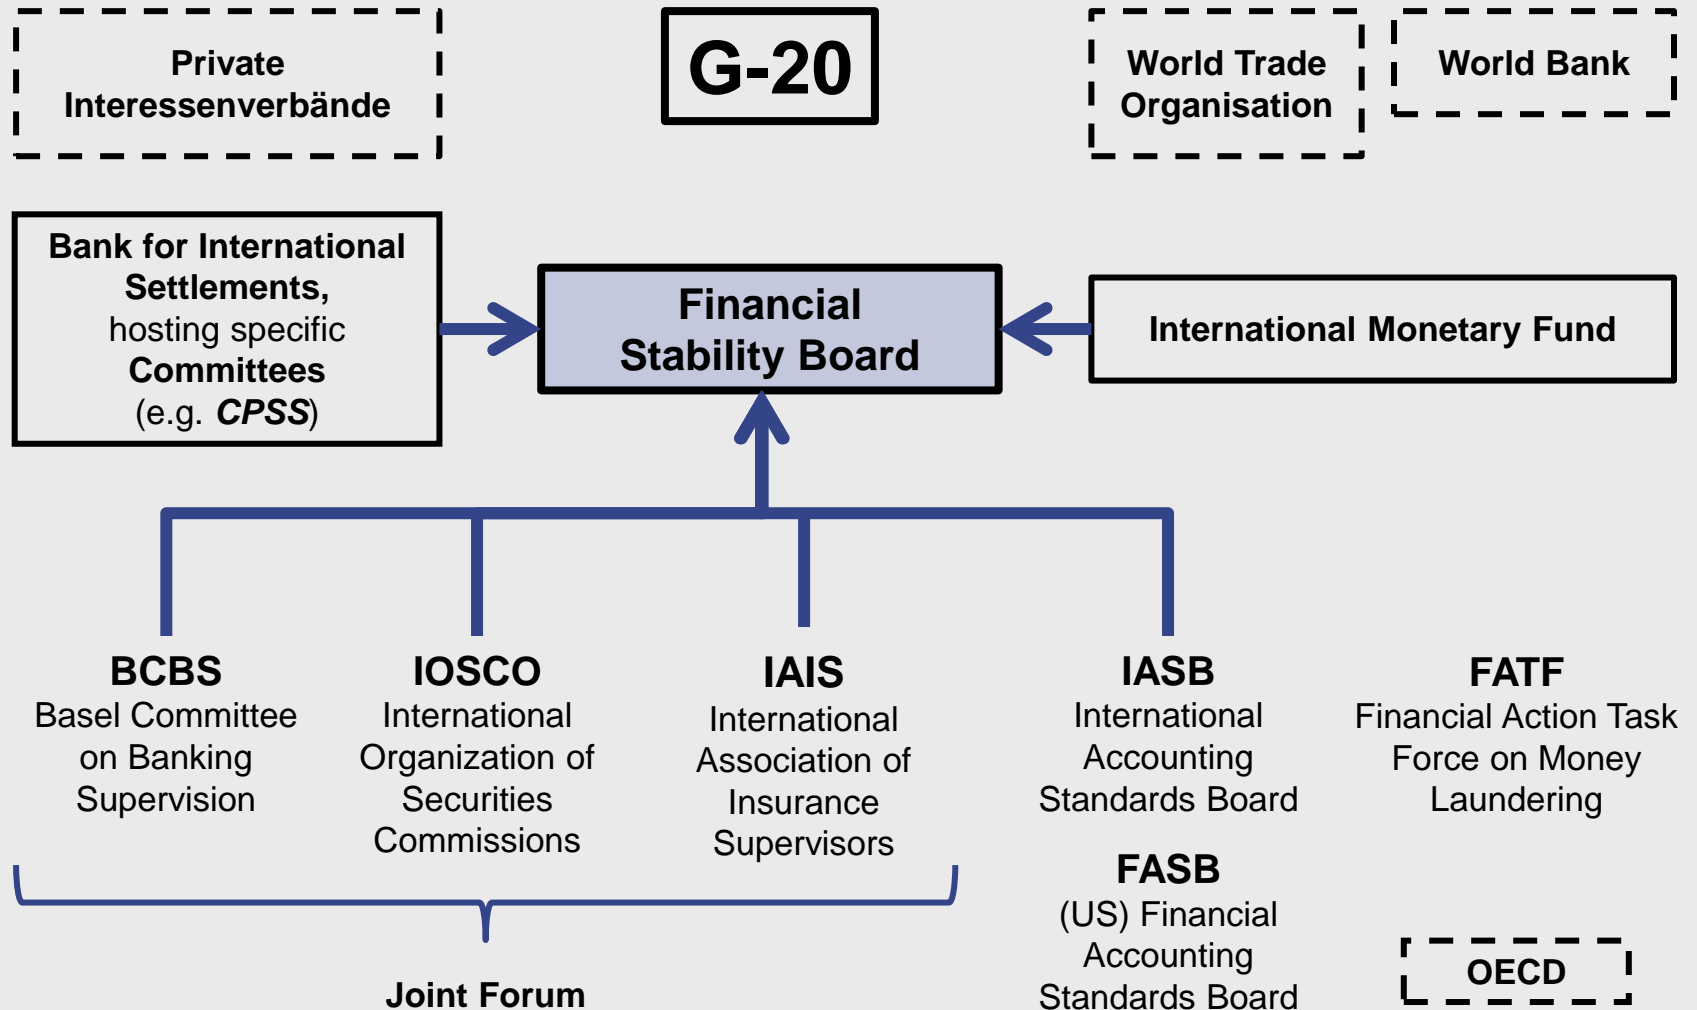 Private
Interessenverbände
G-20
World Trade
Organisation
World Bank
Bank for International
Settlements,
hosting specific
Committees
(e.g. CPSS)
Financial
Stability Board
International Monetary Fund
BCBS
Basel Committee
on Banking
Supervision
IOSCO
International
Organization of
Securities
Commissions
IAIS
International
Association of
Insurance
Supervisors
IASB
International
Accounting
Standards Board
FATF
Financial Action Task
Force on Money
Laundering
FASB
(US) Financial
Accounting
Standards Board
Joint Forum
OECD